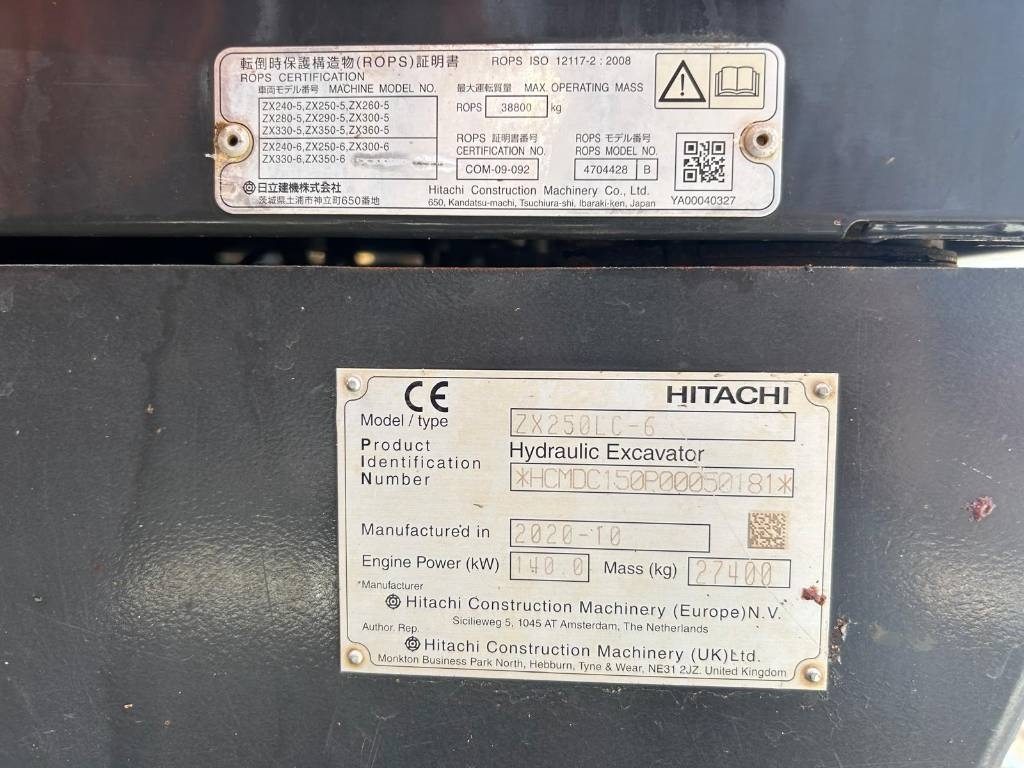 転倒時保護構造物(ROPS)証明書 ROPS ISO 12117-2 : 2008
ROPS CERTIFICATION
車両モデル番号 MACHINE MODEL NO. 最大運転質量 MAX. OPERATING MASS
ZX240-5,ZX250-5,ZX260-5
ZX280-5,ZX290-5,ZX300-5
ZX330-5,ZX350-5,ZX360-5
ZX240-6,ZX250-6,ZX300-6
ZX330-6,ZX350-6
ROPS 38800 kg
ROPS 証明書番号 ROPS モデル番号
CERTIFICATION NO. ROPS MODEL NO.
COM-09-092 4704428 B
日立建機株式会社 Hitachi Construction Machinery Co., Ltd.
茨城県土浦市神立町650番地 650, Kandatsu-machi, Tsuchiura-shi, Ibaraki-ken, Japan
YA00040327
CE HITACHI
Model / type ZX250LC-6
Product Hydraulic Excavator
Identification
Number *HCMDC150P00050181*
Manufactured in 2020-10
Engine Power (kW) 140.0 Mass (kg) 27400
*Manufacturer
Hitachi Construction Machinery (Europe) N.V.
Sicilieweg 5, 1045 AT Amsterdam, The Netherlands
Author. Rep.
Hitachi Construction Machinery (UK) Ltd.
Monkton Business Park North, Hebburn, Tyne & Wear, NE31 2JZ. United Kingdom